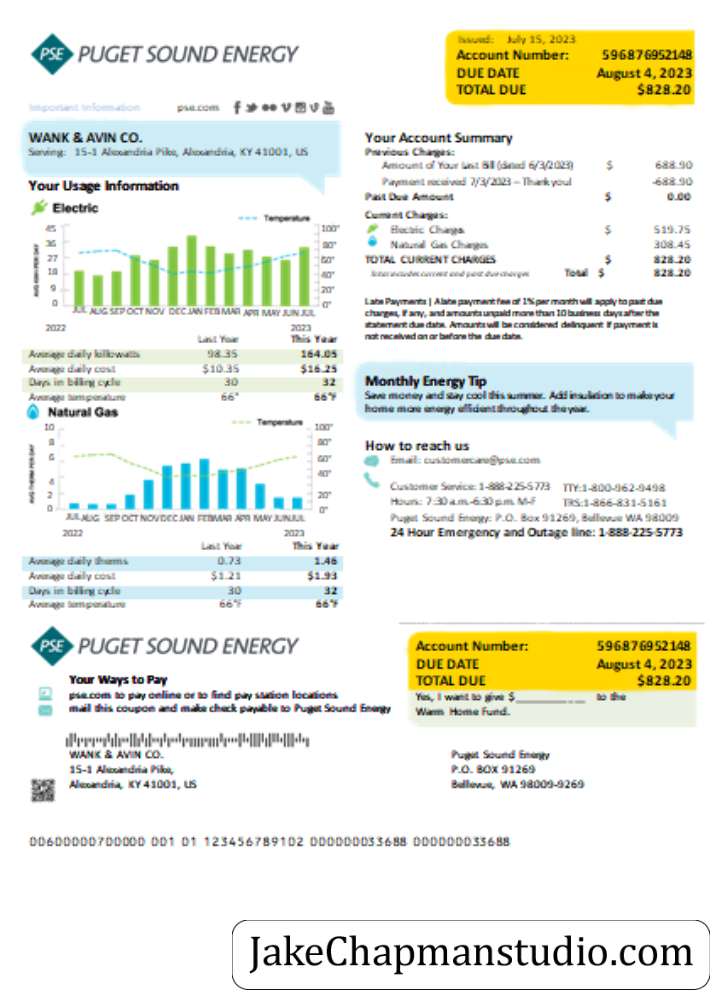 PSE PUGET SOUND ENERGY
Issued: July 15, 2023
Account Number: 596876952148
DUE DATE August 4, 2023
TOTAL DUE $828.20
Important Information pse.com
WANK & AVIN CO.
Serving: 15-1 Alexandria Pike, Alexandria, KY 41001, US
Your Usage Information
Electric
Temperature
45 36 27 18 9 0
100° 80° 60° 40° 20° 0°
AVG KWH PER DAY
JUL AUG SEP OCT NOV DEC JAN FEB MAR APR MAY JUN JUL
2022 2023
Last Year This Year
Average daily kilowatts 98.35 164.05
Average daily cost $10.35 $16.25
Days in billing cycle 30 32
Average temperature 66° 66°F
Natural Gas
Temperature
10 8 6 4 2 0
100° 80° 60° 40° 20° 0°
AVG THERM PER DAY
JUL AUG SEP OCT NOV DEC JAN FEB MAR APR MAY JUN JUL
2022 2023
Last Year This Year
Average daily therms 0.73 1.46
Average daily cost $1.21 $1.93
Days in billing cycle 30 32
Average temperature 66°F 66°F
Your Account Summary
Previous Charges:
Amount of Your Last Bill (dated 6/3/2023) $ 688.90
Payment received 7/3/2023 – Thank you! -688.90
Past Due Amount $ 0.00
Current Charges:
Electric Charges $ 519.75
Natural Gas Charges 308.45
TOTAL CURRENT CHARGES $ 828.20
Total includes current and past due charges Total $ 828.20
Late Payments | A late payment fee of 1% per month will apply to past due
charges, if any, and amounts unpaid more than 10 business days after the
statement due date. Amounts will be considered delinquent if payment is
not received on or before the due date.
Monthly Energy Tip
Save money and stay cool this summer. Add insulation to make your
home more energy efficient throughout the year.
How to reach us
Email: customercare@pse.com
Customer Service: 1-888-225-5773 TTY:1-800-962-9498
Hours: 7:30 a.m.-6:30 p.m. M-F TRS:1-866-831-5161
Puget Sound Energy: P.O. Box 91269, Bellevue WA 98009
24 Hour Emergency and Outage line: 1-888-225-5773
PSE PUGET SOUND ENERGY
Account Number: 596876952148
DUE DATE August 4, 2023
TOTAL DUE $828.20
Yes, I want to give $____________ to the
Warm Home Fund.
Your Ways to Pay
pse.com to pay online or to find pay station locations
mail this coupon and make check payable to Puget Sound Energy
WANK & AVIN CO.
15-1 Alexandria Pike,
Alexandria, KY 41001, US
Puget Sound Energy
P.O. BOX 91269
Bellevue, WA 98009-9269
00600000700000 001 01 123456789102 000000033688 000000033688
JakeChapmanstudio.com